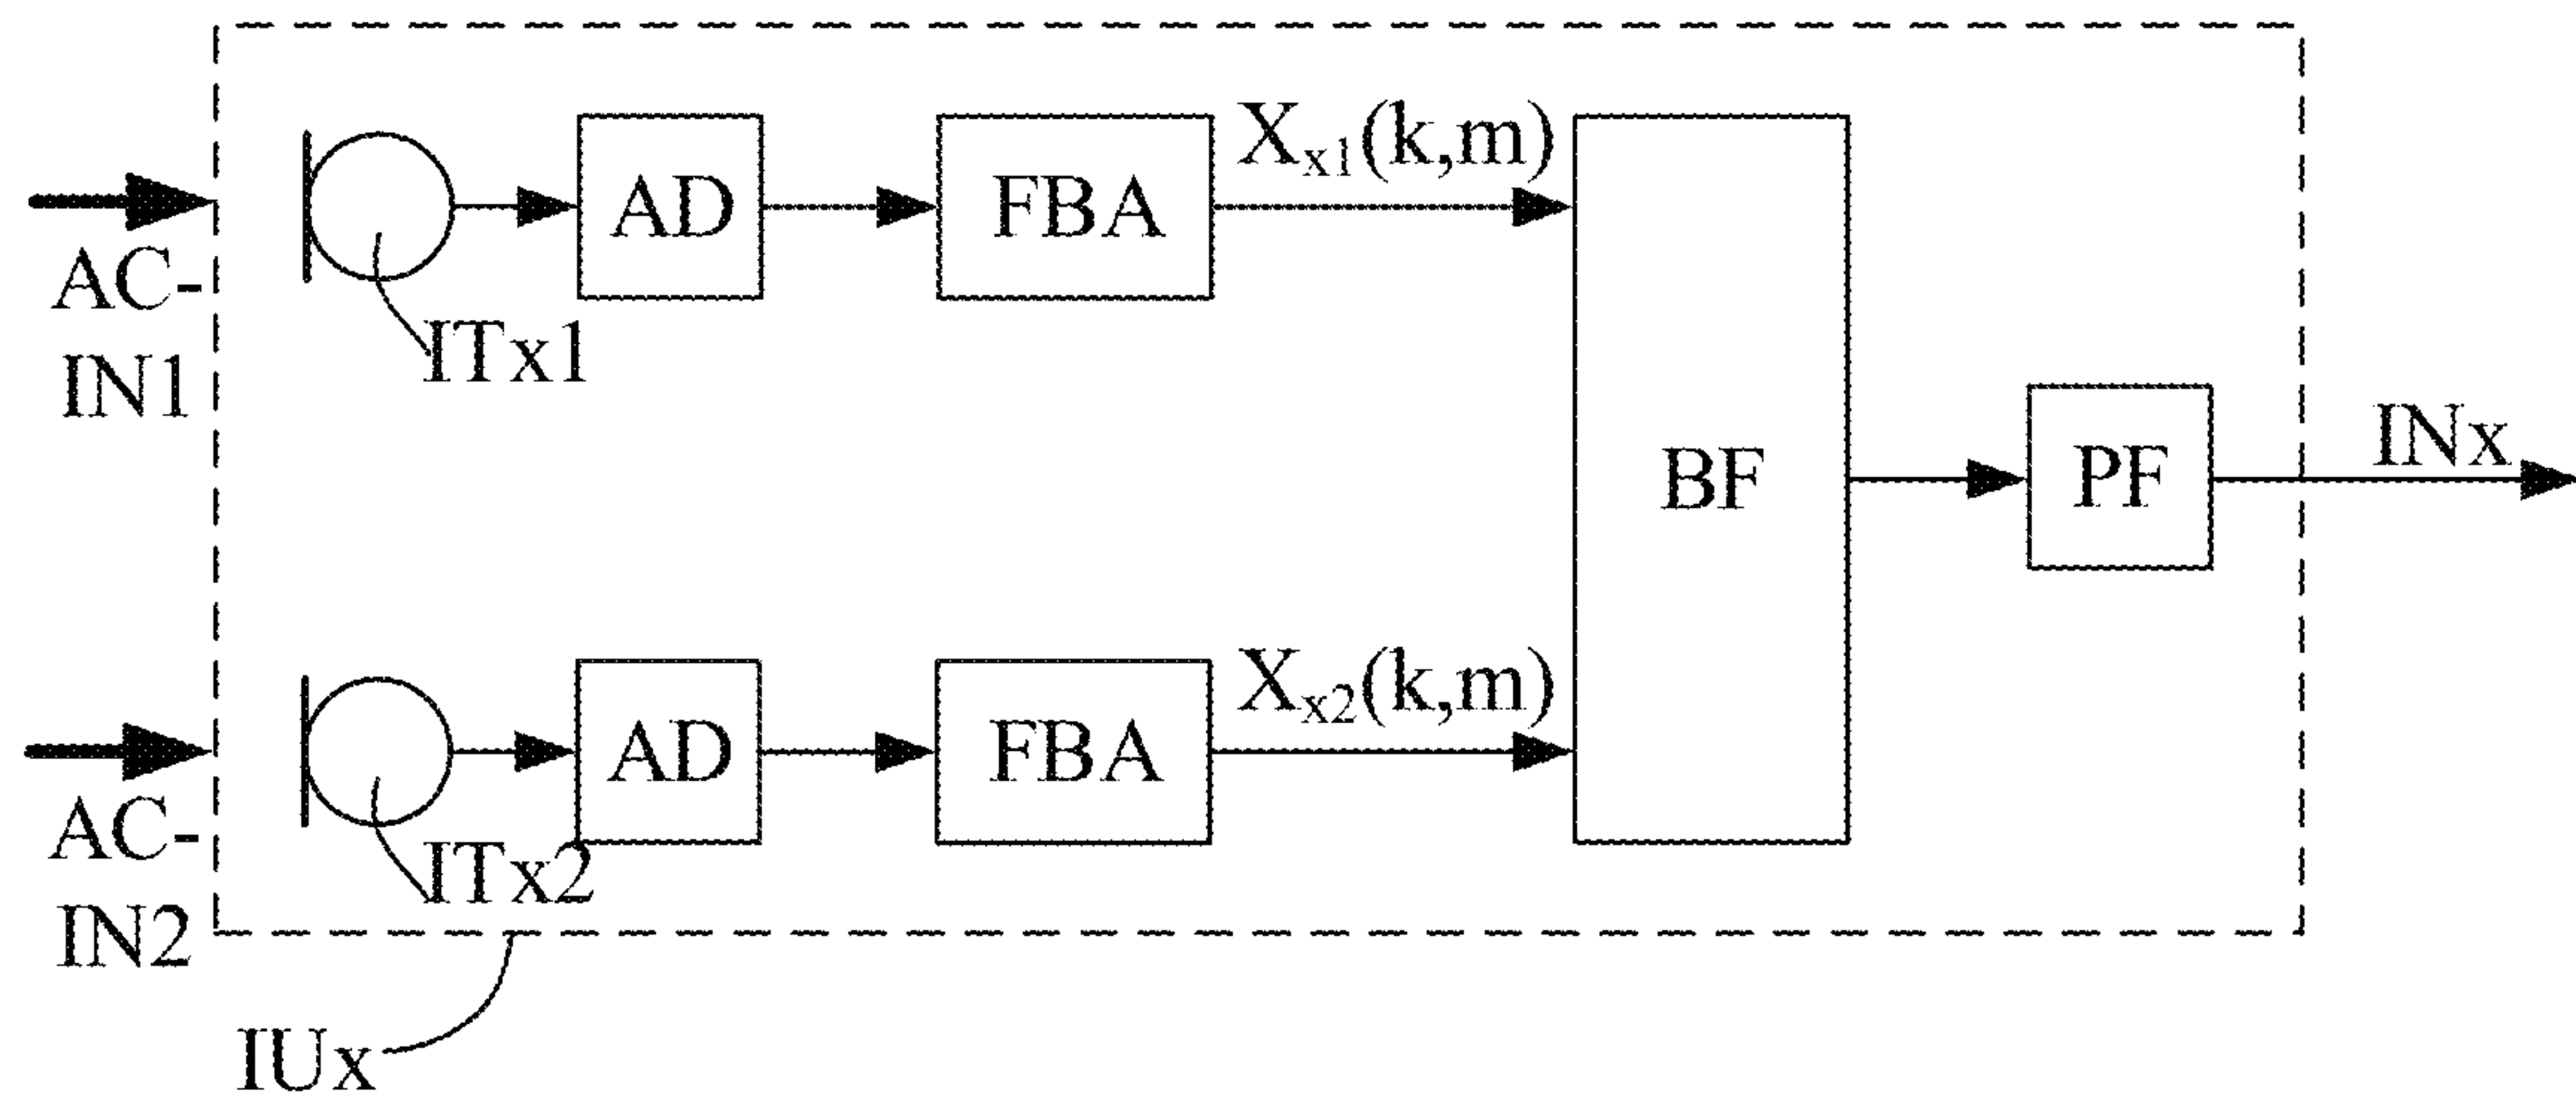 AC-
IN1
ITx1
AD
FBA
Xx1(k,m)
BF
PF
INx
AC-
IN2
ITx2
AD
FBA
Xx2(k,m)
IUx